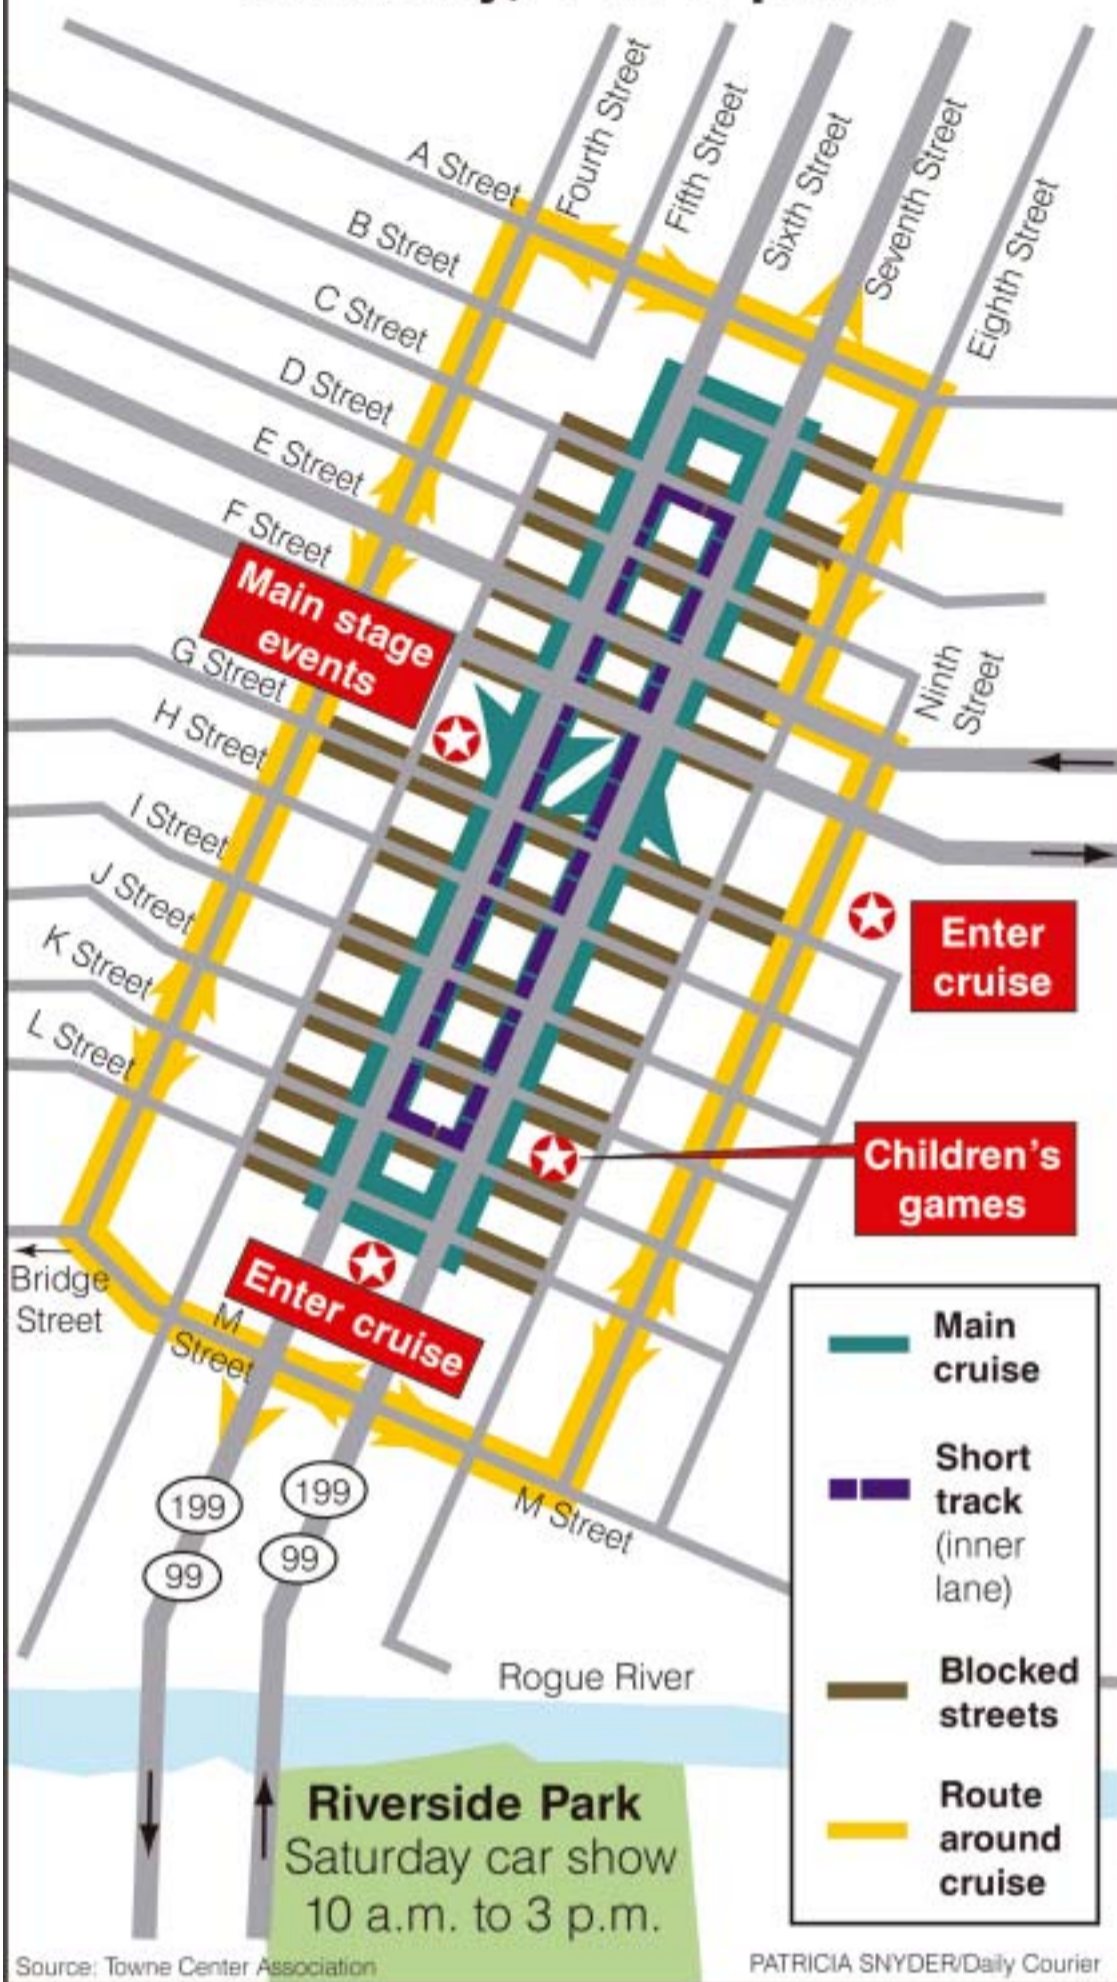 Fourth Street
Fifth Street
Sixth Street
Seventh Street
Eighth Street
A Street
B Street
C Street
D Street
E Street
F Street
Main stage
events
G Street
H Street
I Street
J Street
K Street
L Street
Ninth
Street
Enter
cruise
Children's
games
Bridge
Street
Enter cruise
M
Street
M Street
199
199
99
99
Main
cruise
Short
track
(inner
lane)
Blocked
streets
Route
around
cruise
Rogue River
Riverside Park
Saturday car show
10 a.m. to 3 p.m.
Source: Towne Center Association
PATRICIA SNYDER/Daily Courier